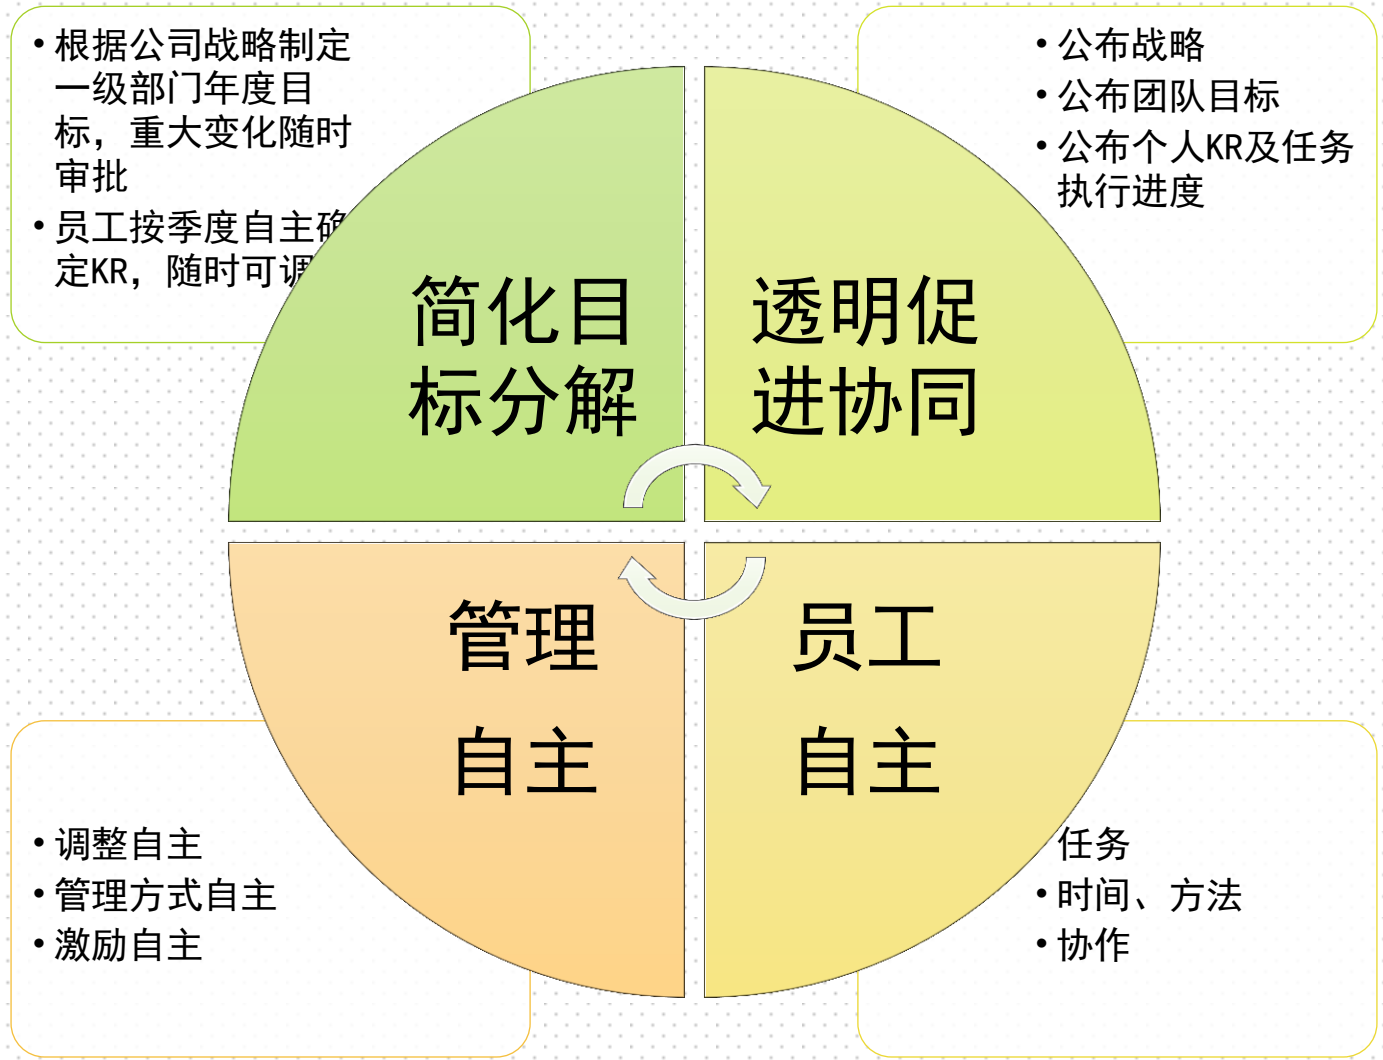 • 根据公司战略制定
一级部门年度目
标，重大变化随时
审批
• 员工按季度自主确
定KR，随时可调
简化目
标分解
• 公布战略
• 公布团队目标
• 公布个人KR及任务
执行进度
透明促
进协同
管理
自主
• 调整自主
• 管理方式自主
• 激励自主
员工
自主
任务
• 时间、方法
• 协作